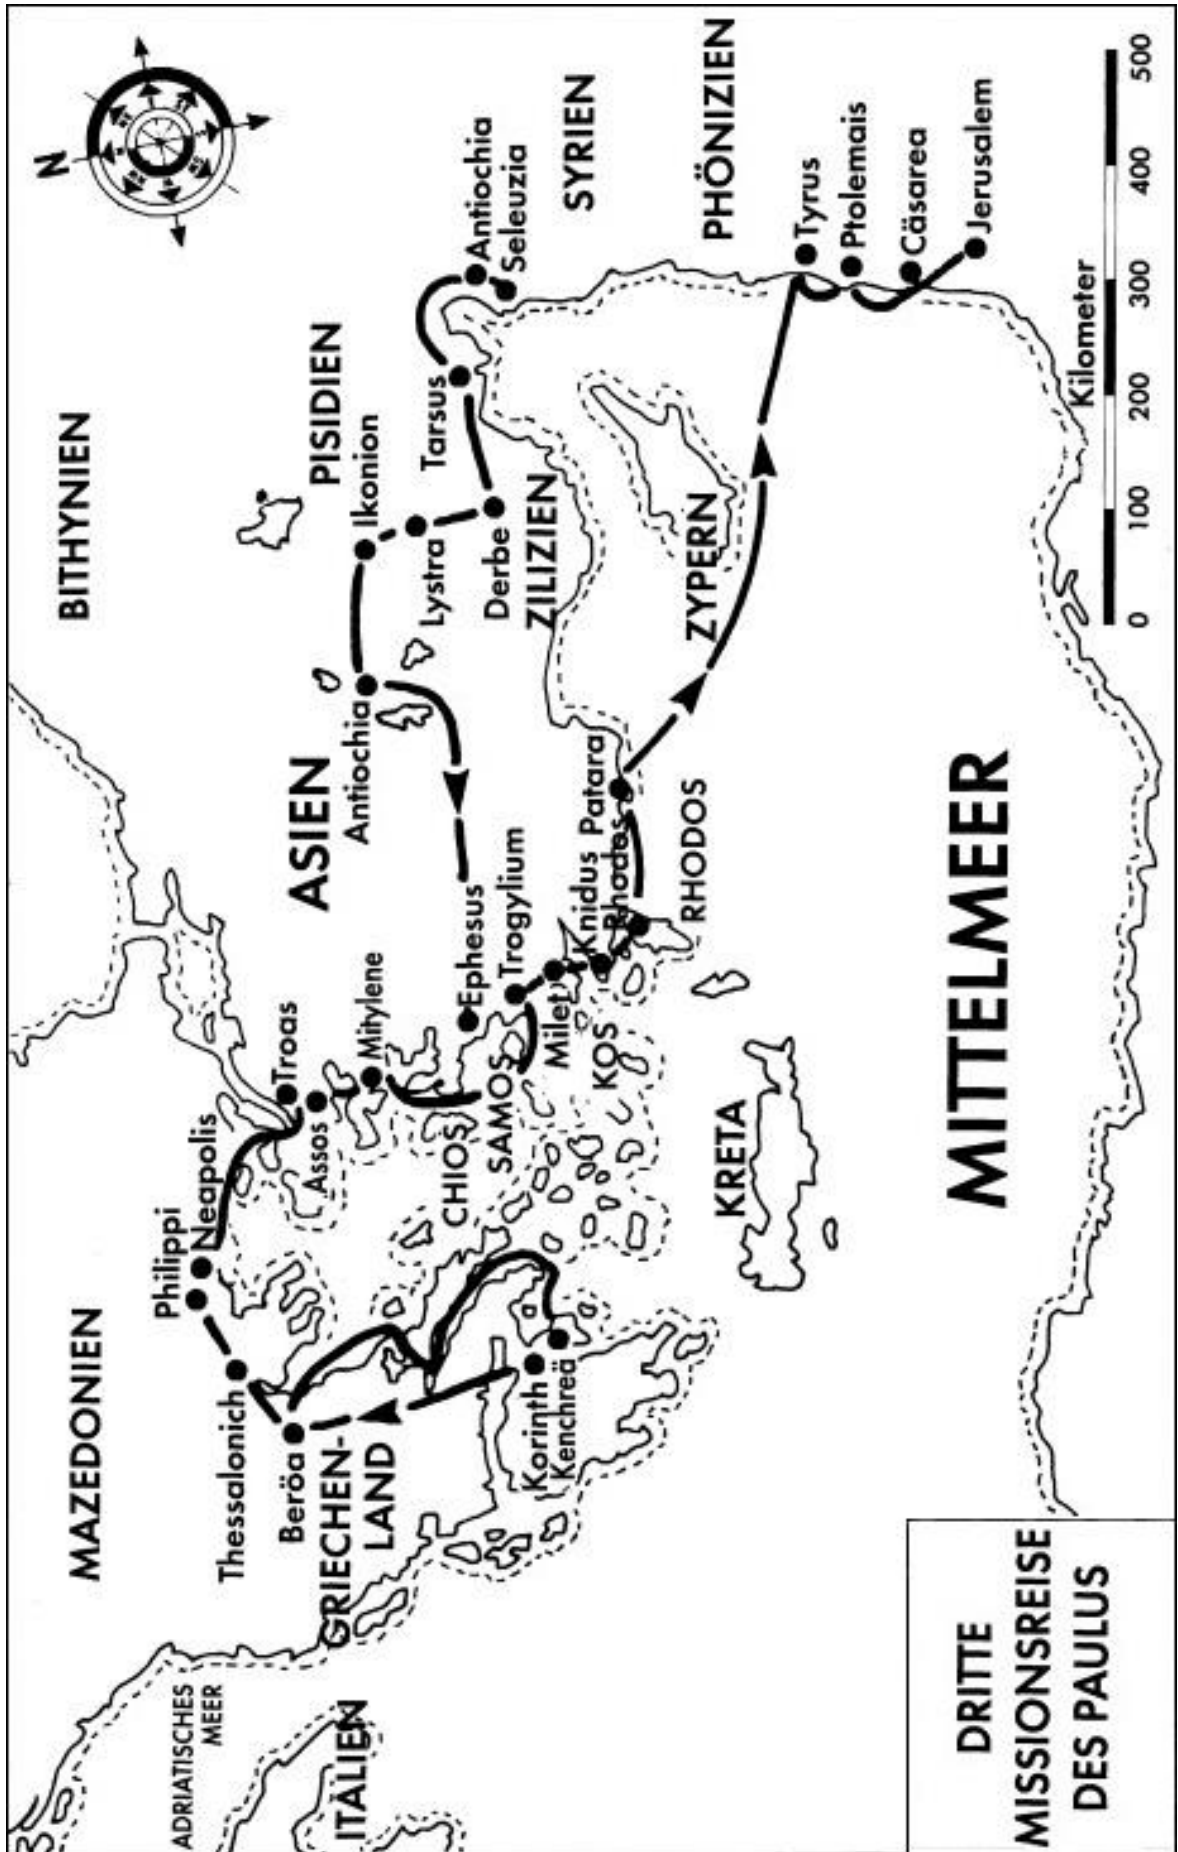 N
MAZEDONIEN
BITHYNIEN
ADRIATISCHES
MEER
ITALIEN
Philippi
Neapolis
Thessalonich
Beröa
GRIECHEN-
LAND
Troas
Assos
Mitylene
ASIEN
Antiochia
PISIDIEN
Ikonion
Lystra
Derbe
Tarsus
ZILIZIEN
Antiochia
Seleuzia
SYRIEN
Korinth
Kenchreä
CHIOS
SAMOS
Ephesus
Trogylium
Milet
KOS
Knidus
Rhodos
Patara
RHODOS
KRETA
ZYPERN
PHÖNIZIEN
Tyrus
Ptolemais
Cäsarea
Jerusalem
MITTELMEER
Kilometer
0 100 200 300 400 500
DRITTE
MISSIONSREISE
DES PAULUS